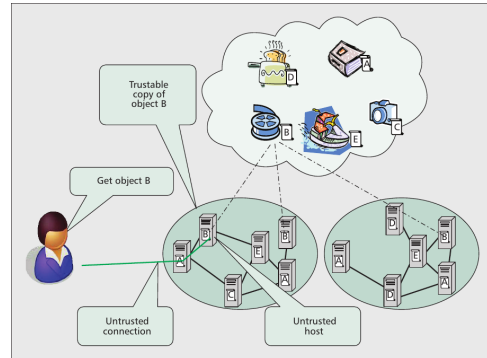 D
A
B
E
C
Trustable
copy of
object B
Get object B
B
A
E
B
C
A
D
B
E
A
D
A
Untrusted
connection
Untrusted
host